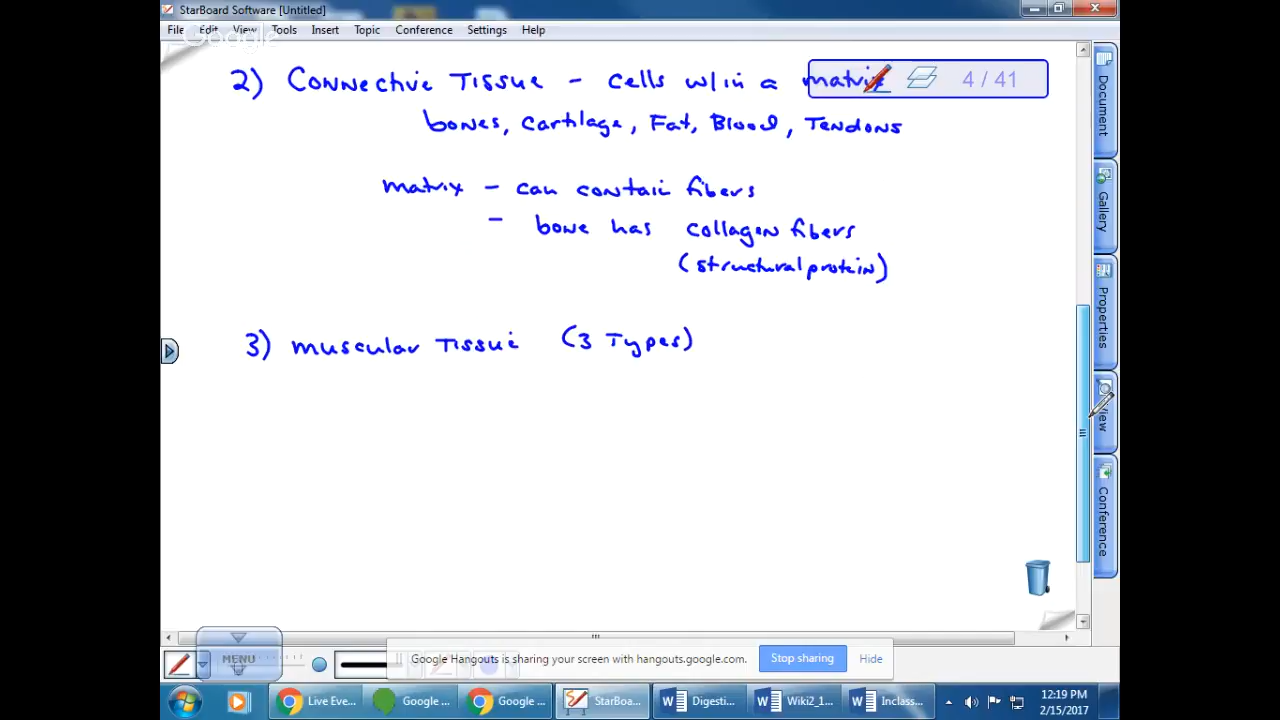 StarBoard Software [Untitled]
File Edit View Tools Insert Topic Conference Settings Help
Google
2) Connective Tissue - cells w/in a matrix
4 / 41
bones, Cartilage, Fat, Blood, Tendons
matrix - can contain fibers
- bone has collagen fibers
(structural protein)
3) muscular Tissue (3 Types)
Document
Gallery
Properties
View
Conference
MENU
Google Hangouts is sharing your screen with hangouts.google.com. Stop sharing Hide
Live Eve... Google ... Google ... StarBoa... Digesti... Wiki2_1... Inclass...
12:19 PM
2/15/2017